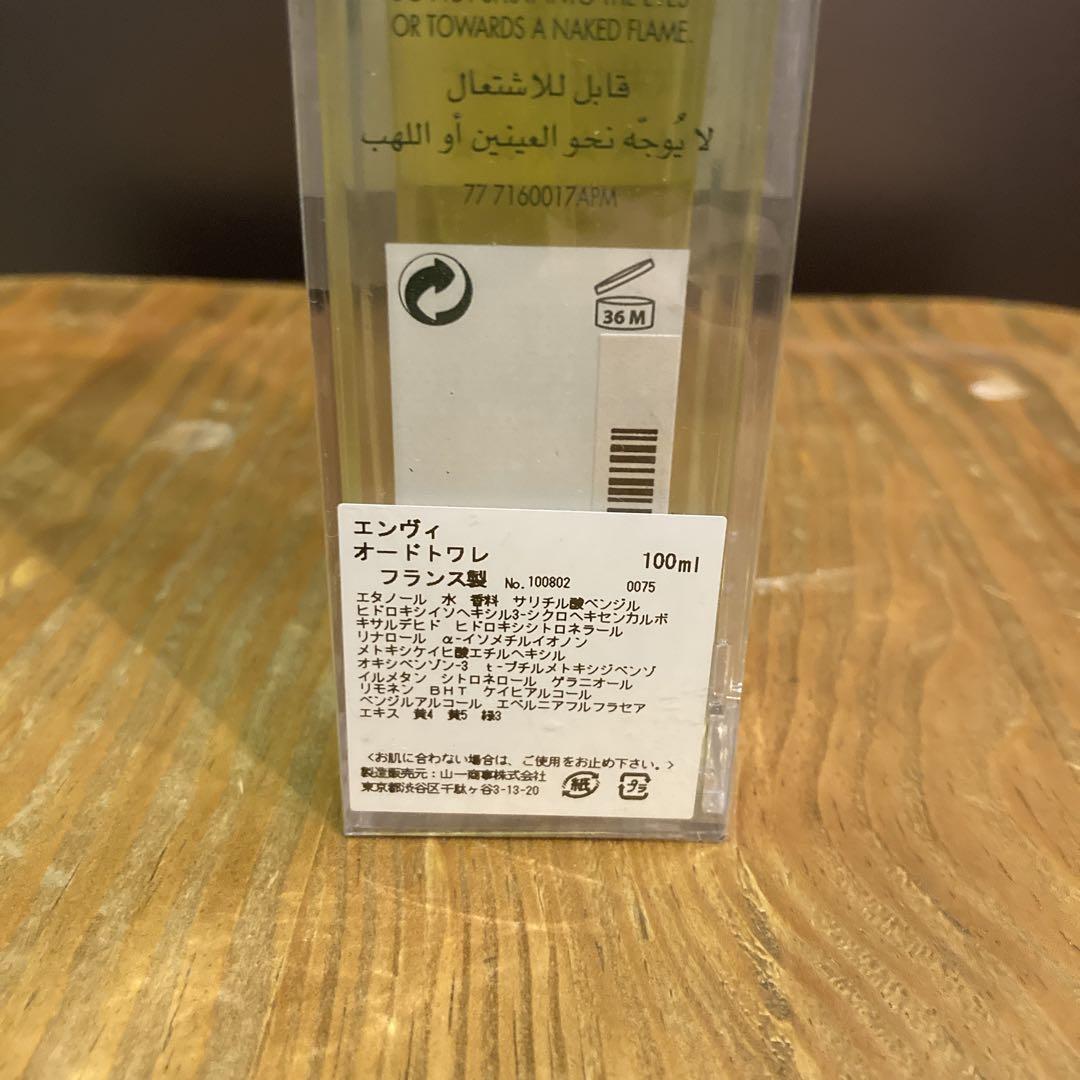 OR TOWARDS A NAKED FLAME.
قابل للاشتعال
لا يُوجّه نحو العينين أو اللهب
77 7160017APM
36 M
エンヴィ
オードトワレ 100ml
フランス製 No.100802 0075
エタノール 水 香料 サリチル酸ベンジル
ヒドロキシイソヘキシル3-シクロヘキセンカルボ
キサルデヒド ヒドロキシシトロネラール
リナロール α-イソメチルイオノン
メトキシケイヒ酸エチルヘキシル
オキシベンゾン-3 t-ブチルメトキシジベンゾ
イルメタン シトロネロール ゲラニオール
リモネン BHT ケイヒアルコール
ベンジルアルコール エベルニアフルフラセア
エキス 黄4 黄5 緑3
<お肌に合わない場合は、ご使用をお止め下さい。>
製造販売元：山一商事株式会社
東京都渋谷区千駄ヶ谷3-13-20
紙
プラ